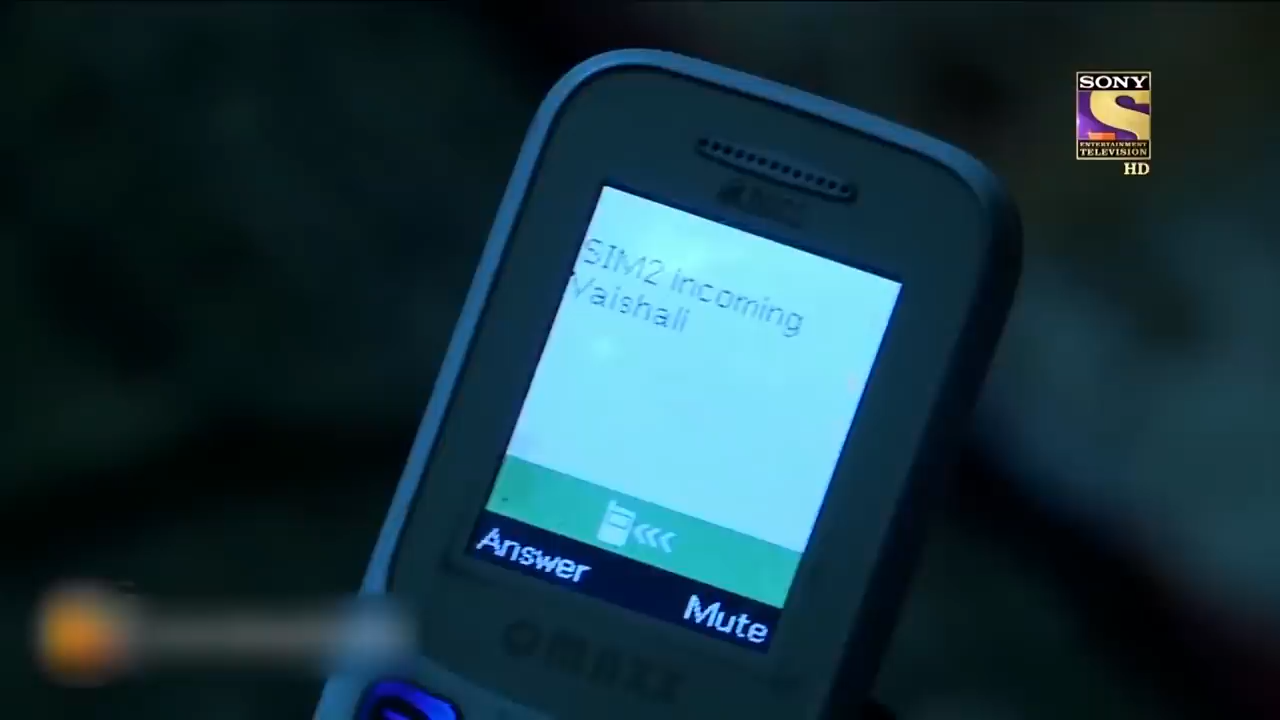 SONY
ENTERTAINMENT
TELEVISION
HD
SIM2 incoming
Vaishali
Answer
Mute